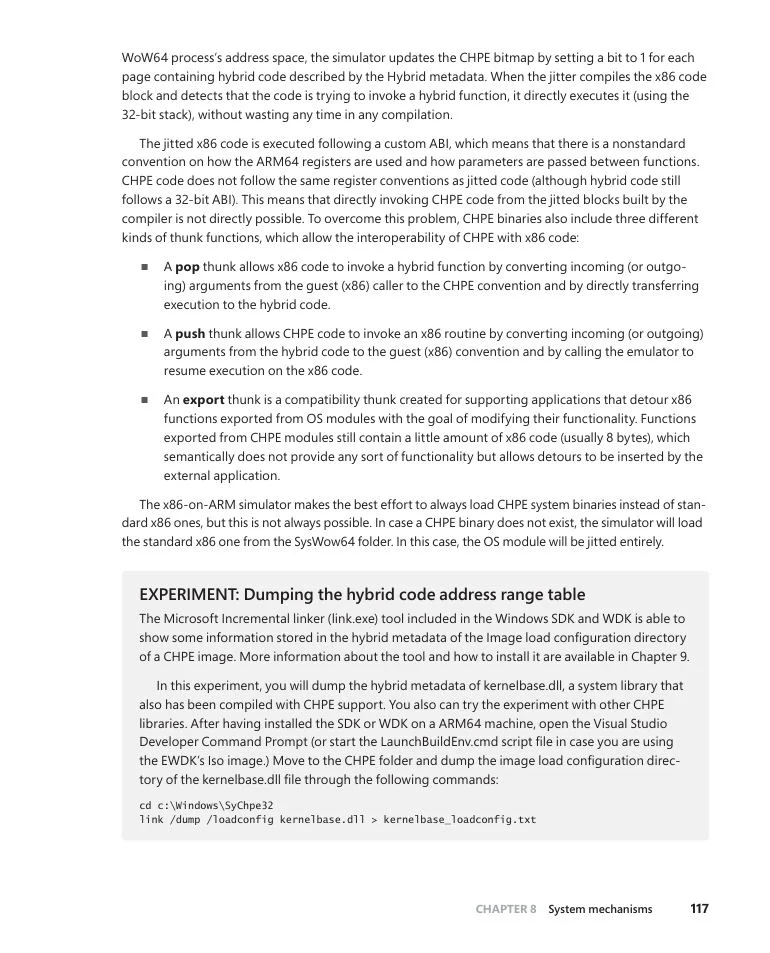 WoW64 process’s address space, the simulator updates the CHPE bitmap by setting a bit to 1 for each
page containing hybrid code described by the Hybrid metadata. When the jitter compiles the x86 code
block and detects that the code is trying to invoke a hybrid function, it directly executes it (using the
32-bit stack), without wasting any time in any compilation.
The jitted x86 code is executed following a custom ABI, which means that there is a nonstandard
convention on how the ARM64 registers are used and how parameters are passed between functions.
CHPE code does not follow the same register conventions as jitted code (although hybrid code still
follows a 32-bit ABI). This means that directly invoking CHPE code from the jitted blocks built by the
compiler is not directly possible. To overcome this problem, CHPE binaries also include three different
kinds of thunk functions, which allow the interoperability of CHPE with x86 code:
■ A pop thunk allows x86 code to invoke a hybrid function by converting incoming (or outgo-
ing) arguments from the guest (x86) caller to the CHPE convention and by directly transferring
execution to the hybrid code.
■ A push thunk allows CHPE code to invoke an x86 routine by converting incoming (or outgoing)
arguments from the hybrid code to the guest (x86) convention and by calling the emulator to
resume execution on the x86 code.
■ An export thunk is a compatibility thunk created for supporting applications that detour x86
functions exported from OS modules with the goal of modifying their functionality. Functions
exported from CHPE modules still contain a little amount of x86 code (usually 8 bytes), which
semantically does not provide any sort of functionality but allows detours to be inserted by the
external application.
The x86-on-ARM simulator makes the best effort to always load CHPE system binaries instead of stan-
dard x86 ones, but this is not always possible. In case a CHPE binary does not exist, the simulator will load
the standard x86 one from the SysWow64 folder. In this case, the OS module will be jitted entirely.
EXPERIMENT: Dumping the hybrid code address range table
The Microsoft Incremental linker (link.exe) tool included in the Windows SDK and WDK is able to
show some information stored in the hybrid metadata of the Image load configuration directory
of a CHPE image. More information about the tool and how to install it are available in Chapter 9.
In this experiment, you will dump the hybrid metadata of kernelbase.dll, a system library that
also has been compiled with CHPE support. You also can try the experiment with other CHPE
libraries. After having installed the SDK or WDK on a ARM64 machine, open the Visual Studio
Developer Command Prompt (or start the LaunchBuildEnv.cmd script file in case you are using
the EWDK’s Iso image.) Move to the CHPE folder and dump the image load configuration direc-
tory of the kernelbase.dll file through the following commands:
cd c:\Windows\SyChpe32
link /dump /loadconfig kernelbase.dll > kernelbase_loadconfig.txt
CHAPTER 8 System mechanisms 117